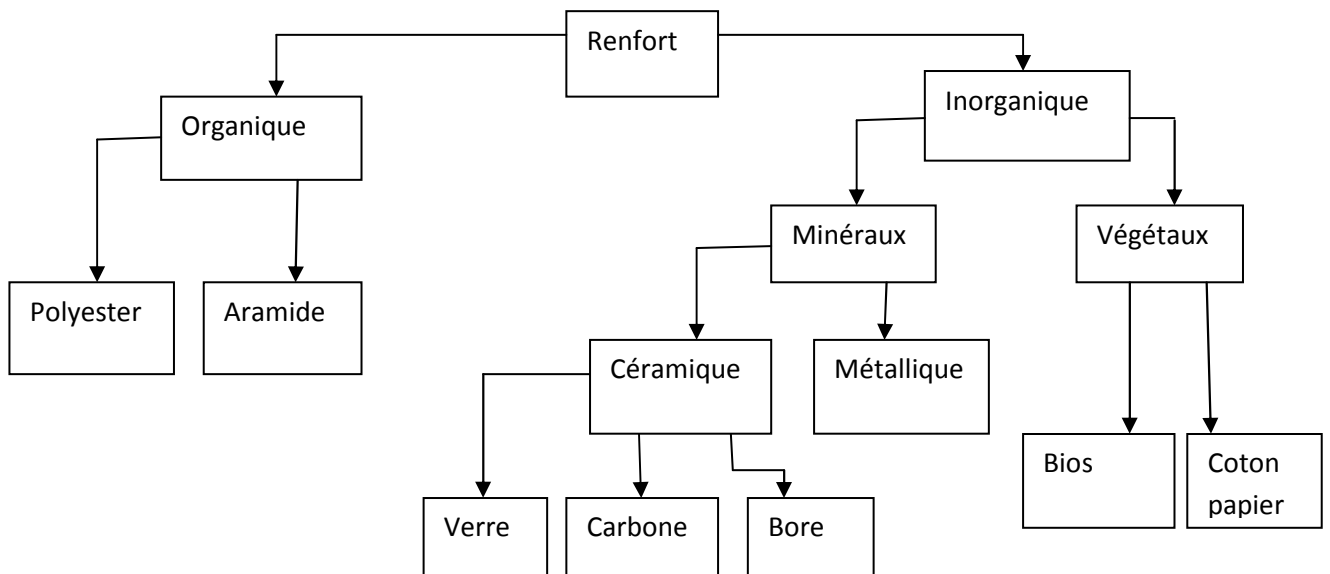 Renfort
Inorganique
Organique
Minéraux
Végétaux
Polyester
Aramide
Céramique
Métallique
Bios
Coton
papier
Verre
Carbone
Bore